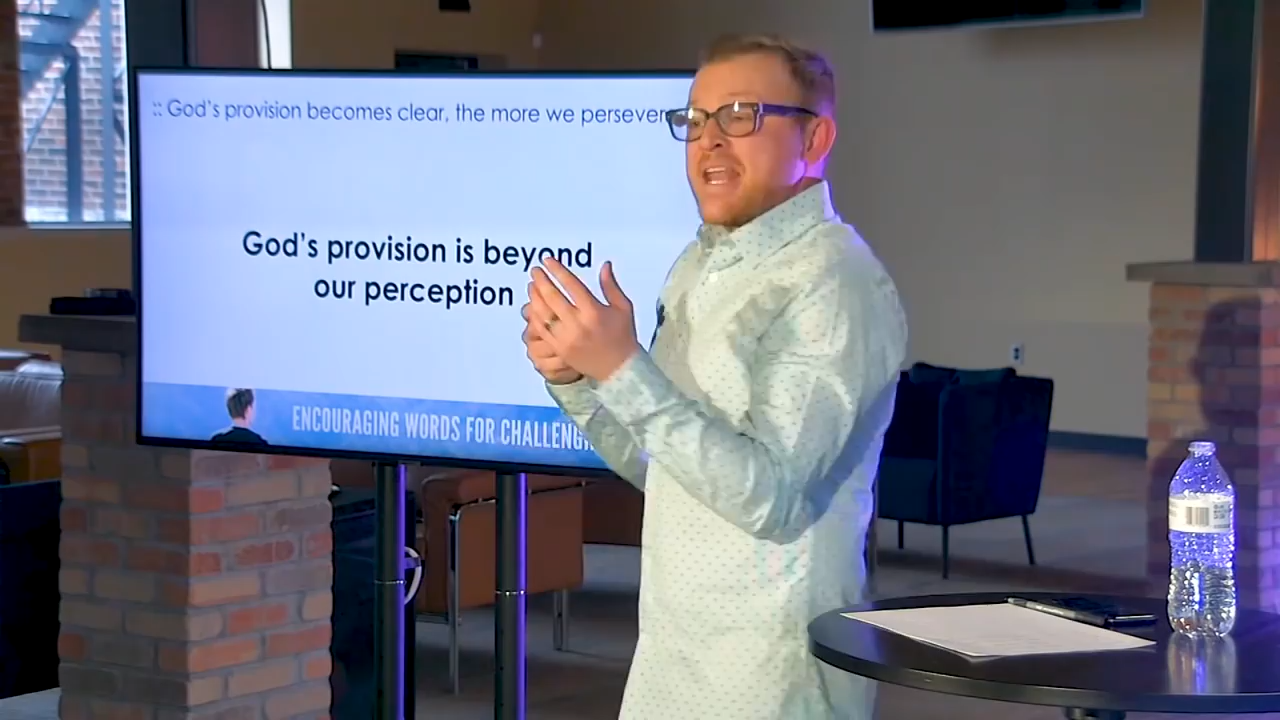 :: God's provision becomes clear, the more we persever
God's provision is beyond
our perception
ENCOURAGING WORDS FOR CHALLENGI